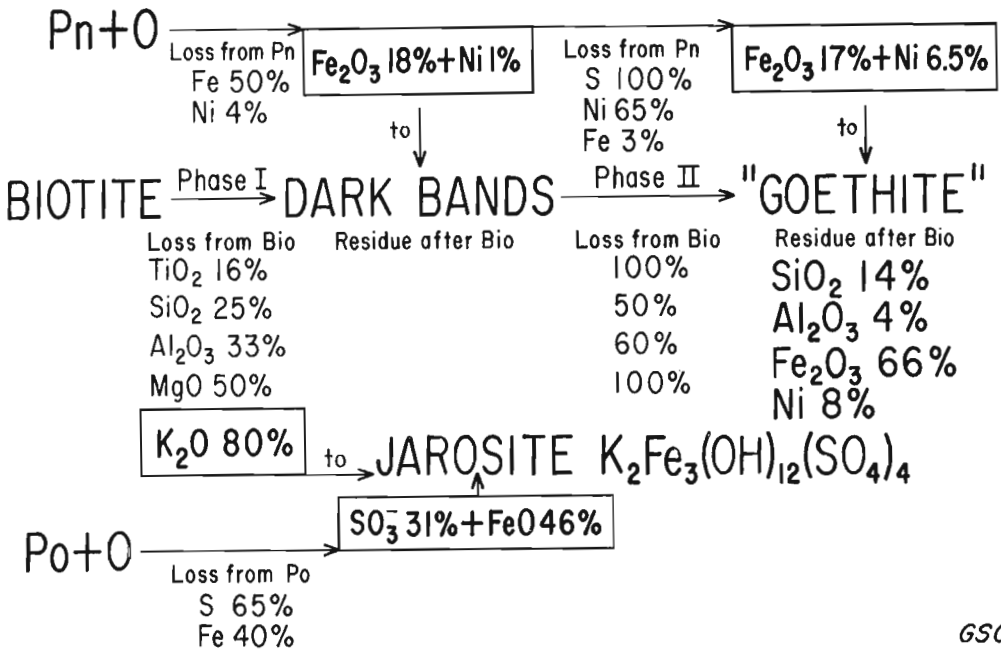 Pn+O
Loss from Pn
Fe 50%
Ni 4%
Fe₂O₃ 18%+Ni 1%
to
Loss from Pn
S 100%
Ni 65%
Fe 3%
Fe₂O₃ 17%+Ni 6.5%
to
BIOTITE
Phase I
DARK BANDS
Phase II
"GOETHITE"
Loss from Bio
TiO₂ 16%
SiO₂ 25%
Al₂O₃ 33%
MgO 50%
K₂O 80%
Residue after Bio
Loss from Bio
100%
50%
60%
100%
Residue after Bio
SiO₂ 14%
Al₂O₃ 4%
Fe₂O₃ 66%
Ni 8%
to
JAROSITE K₂Fe₃(OH)₁₂(SO₄)₄
SO₃⁻ 31%+FeO 46%
Po+O
Loss from Po
S 65%
Fe 40%
GSC